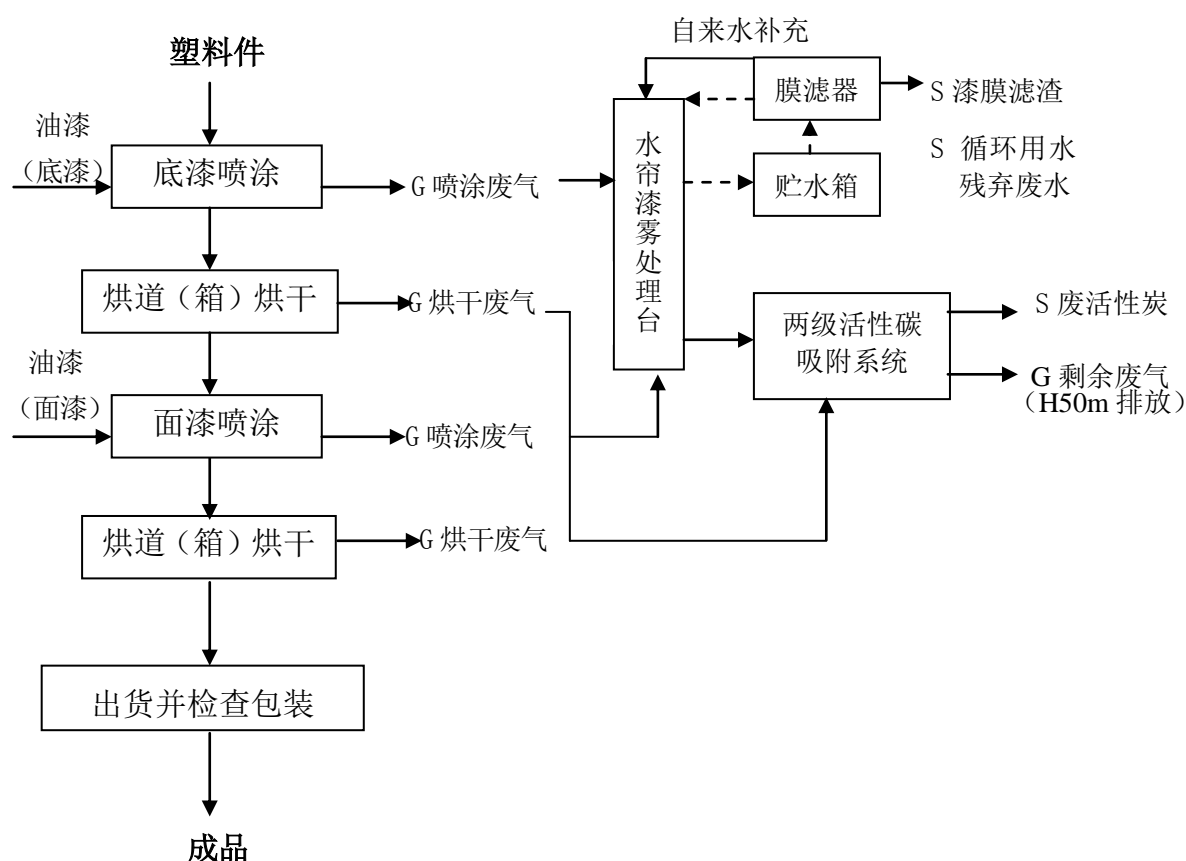 塑料件
油漆
（底漆）
底漆喷涂
G 喷涂废气
烘道（箱）烘干
G 烘干废气
油漆
（面漆）
面漆喷涂
G 喷涂废气
烘道（箱）烘干
G 烘干废气
出货并检查包装
成品
自来水补充
水帘漆雾处理台
膜滤器
S 漆膜滤渣
贮水箱
S 循环用水
残弃废水
两级活性碳
吸附系统
S 废活性炭
G 剩余废气
（H50m 排放）